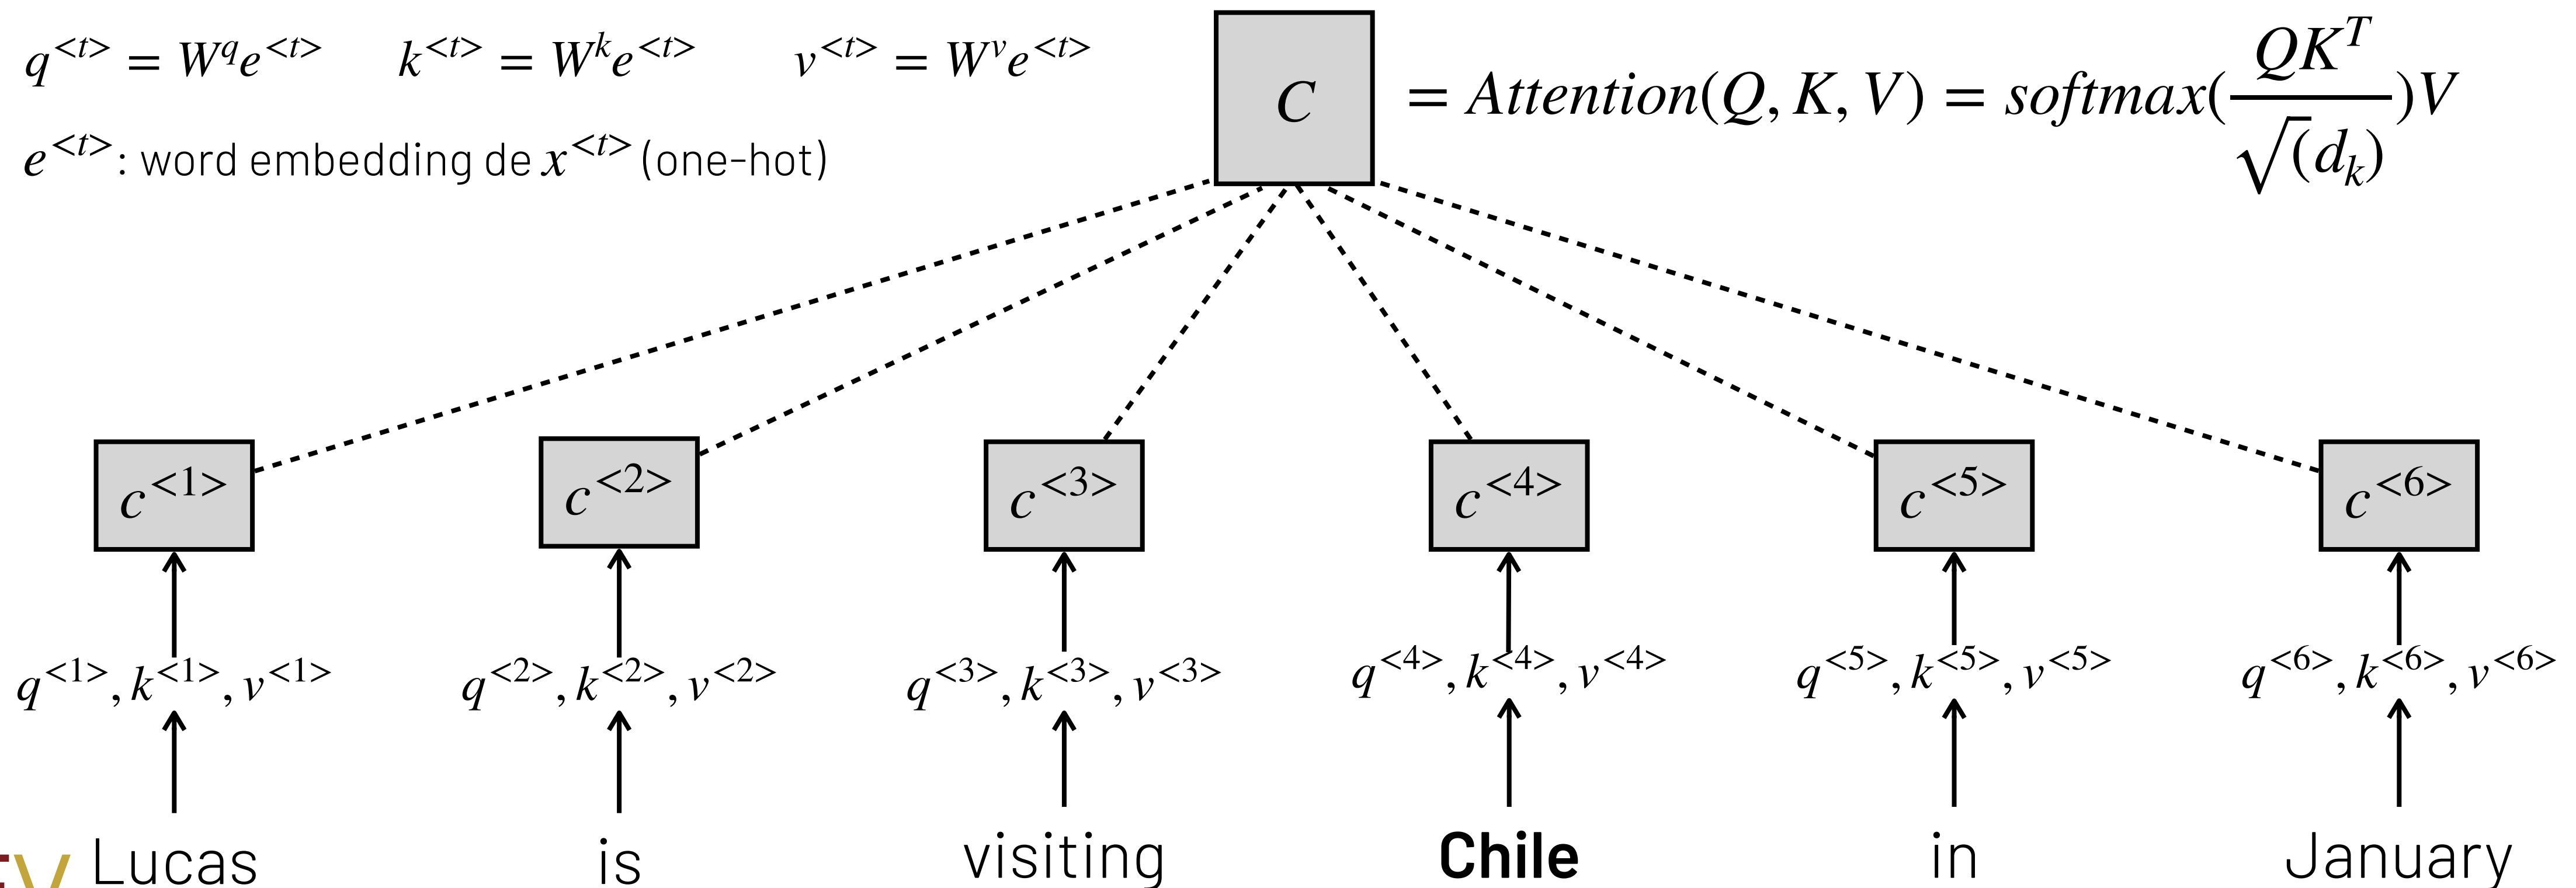 q^{<t>} = W^q e^{<t>} k^{<t>} = W^k e^{<t>} v^{<t>} = W^v e^{<t>}
e^{<t>}: word embedding de x^{<t>} (one-hot)
C = Attention(Q, K, V) = softmax(\frac{QK^T}{\sqrt(d_k)})V
c^{<1>} c^{<2>} c^{<3>} c^{<4>} c^{<5>} c^{<6>}
q^{<1>}, k^{<1>}, v^{<1>} q^{<2>}, k^{<2>}, v^{<2>} q^{<3>}, k^{<3>}, v^{<3>} q^{<4>}, k^{<4>}, v^{<4>} q^{<5>}, k^{<5>}, v^{<5>} q^{<6>}, k^{<6>}, v^{<6>}
Lucas is visiting Chile in January